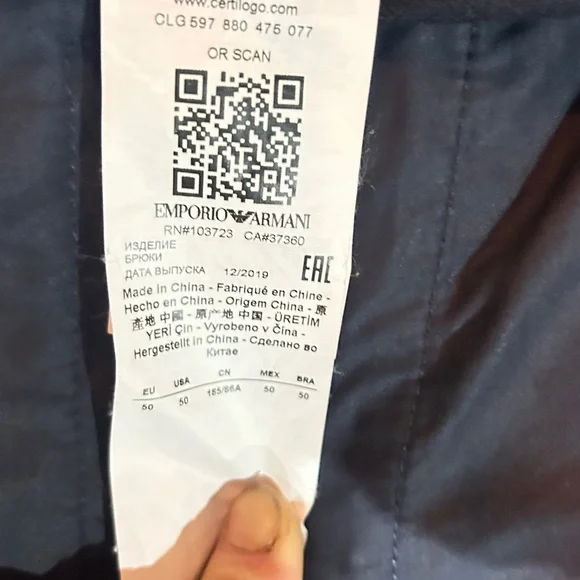 www.certilogo.com
CLG 597 880 475 077
OR SCAN
EMPORIO ARMANI
RN#103723 CA#37360
ИЗДЕЛИЕ
БРЮКИ
ДАТА ВЫПУСКА 12/2019 EAC
Made in China - Fabriqué en Chine -
Hecho en China - Origem China - 原
産地 中國 - 原产地 中国 - ÜRETİM
YERİ Çin - Vyrobeno v Čina -
Hergestellt in China - Сделано во
Китае
EU USA CN MEX BRA
50 50 185/86A 50 50